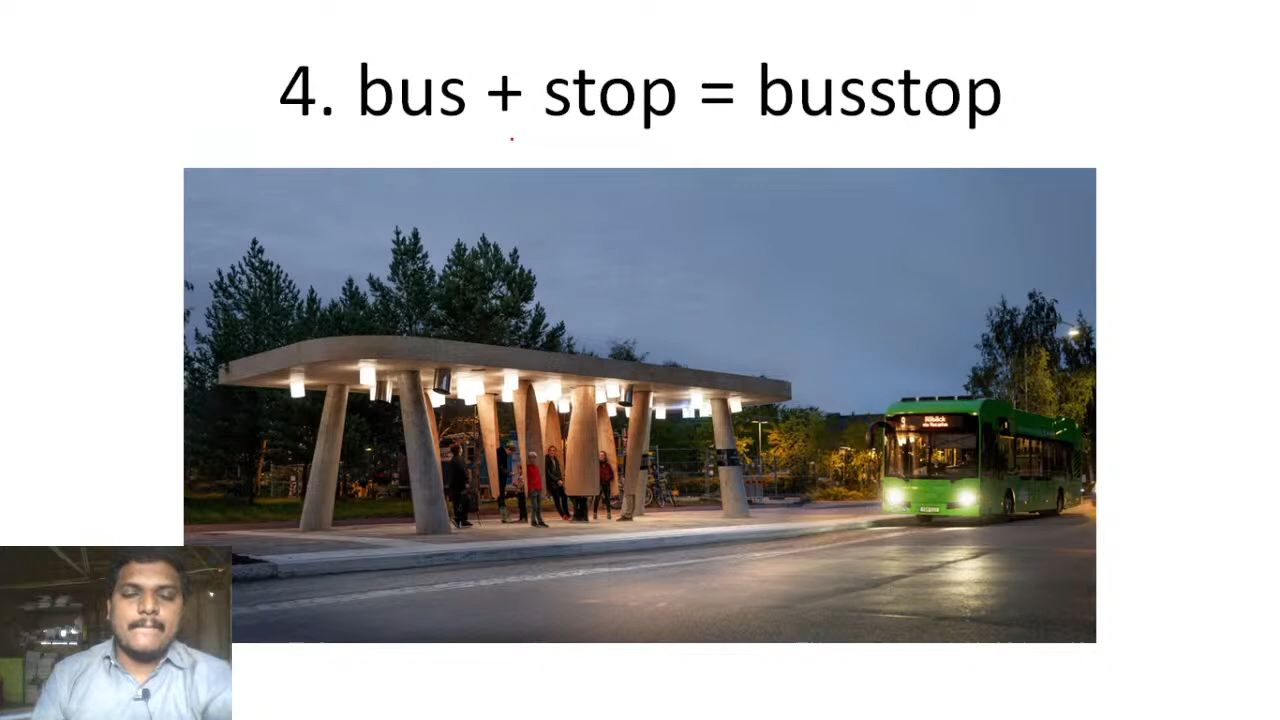 4. bus + stop = busstop